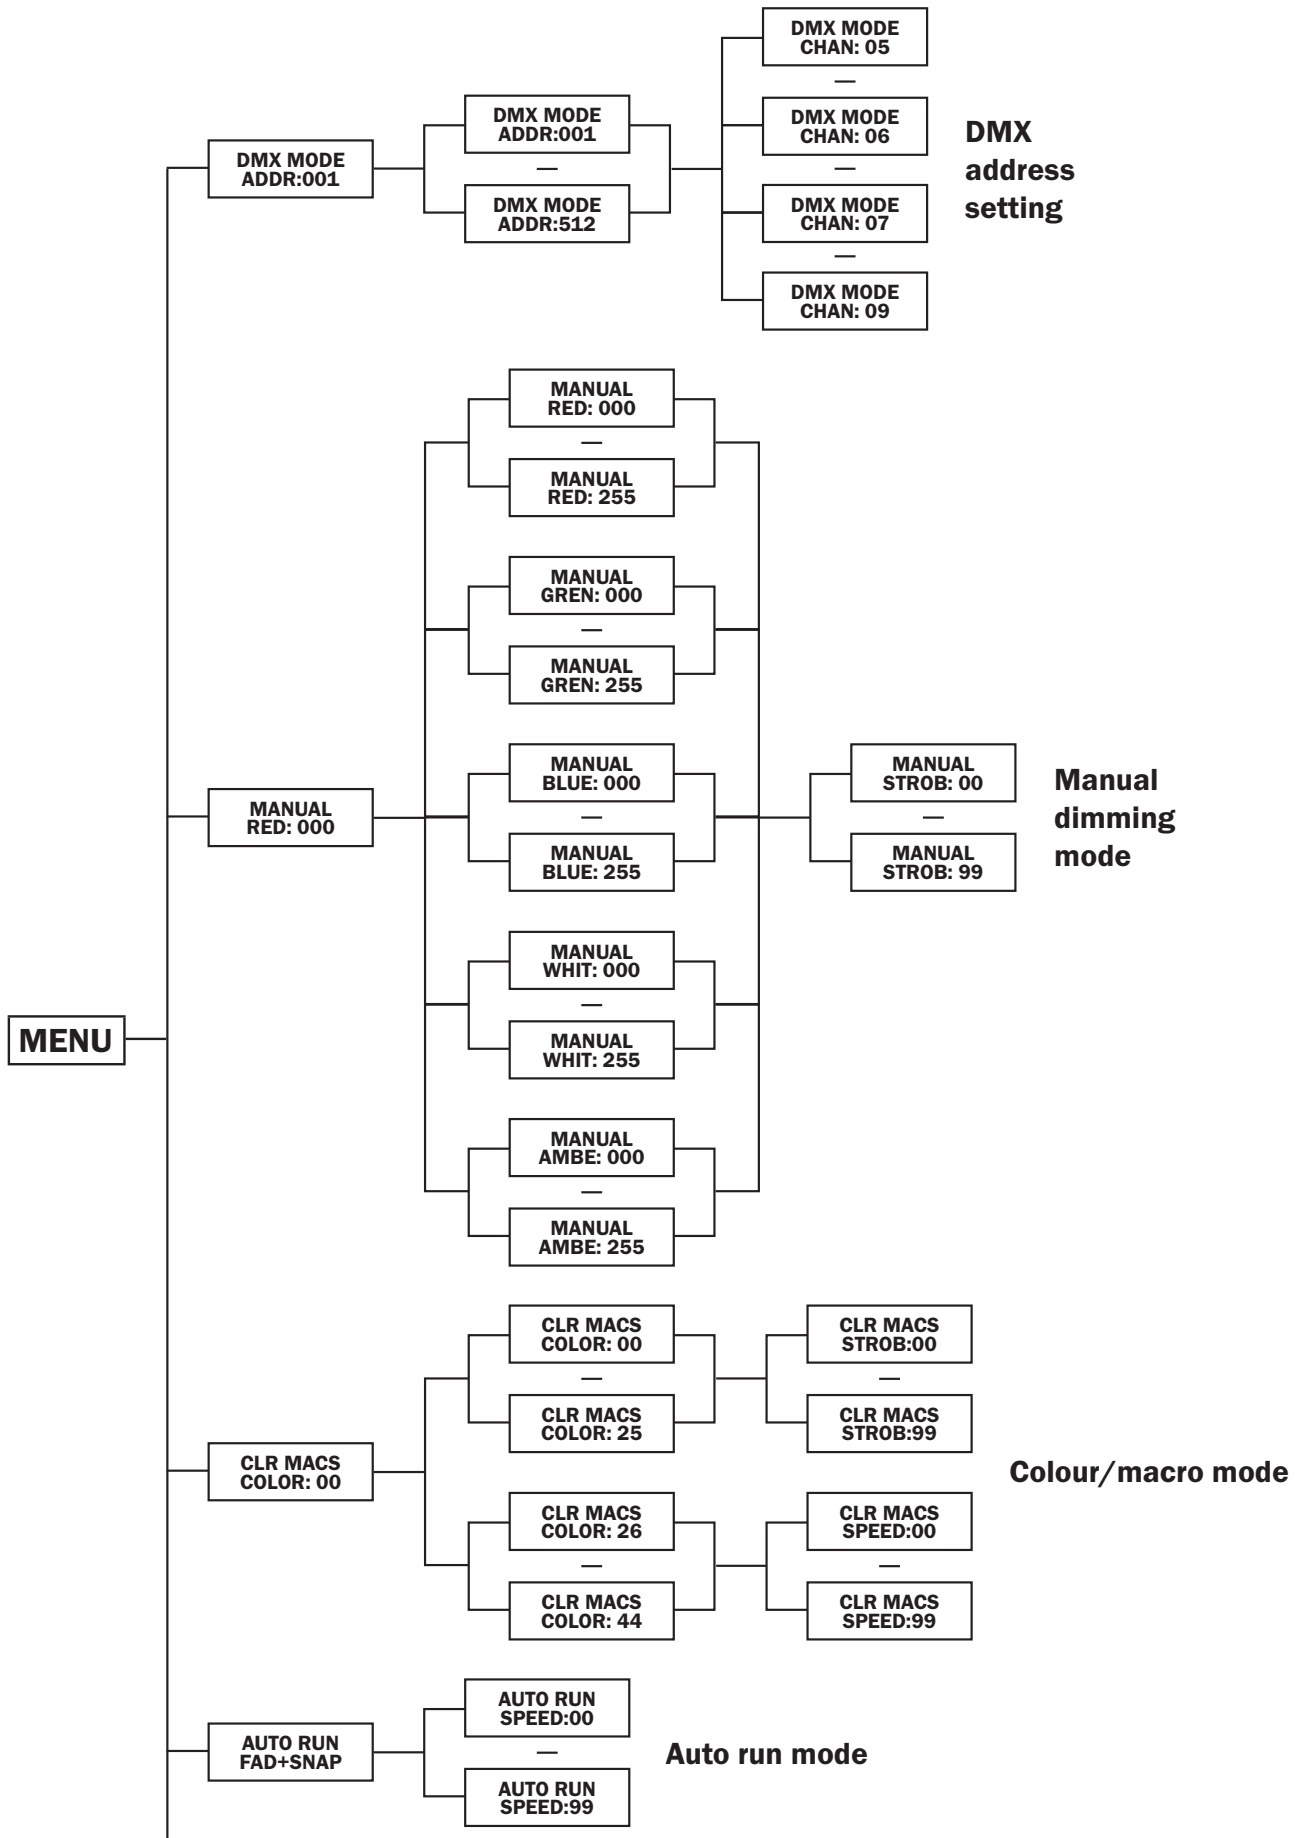 DMX MODE
CHAN: 05
—
DMX MODE
CHAN: 06
—
DMX MODE
CHAN: 07
—
DMX MODE
CHAN: 09
DMX MODE
ADDR:001
—
DMX MODE
ADDR:512
DMX MODE
ADDR:001
DMX
address
setting
MANUAL
RED: 000
—
MANUAL
RED: 255
MANUAL
GREN: 000
—
MANUAL
GREN: 255
MANUAL
BLUE: 000
—
MANUAL
BLUE: 255
MANUAL
WHIT: 000
—
MANUAL
WHIT: 255
MANUAL
AMBE: 000
—
MANUAL
AMBE: 255
MANUAL
RED: 000
MANUAL
STROB: 00
—
MANUAL
STROB: 99
Manual
dimming
mode
MENU
CLR MACS
COLOR: 00
—
CLR MACS
COLOR: 25
CLR MACS
STROB:00
—
CLR MACS
STROB:99
CLR MACS
COLOR: 00
Colour/macro mode
CLR MACS
COLOR: 26
—
CLR MACS
COLOR: 44
CLR MACS
SPEED:00
—
CLR MACS
SPEED:99
AUTO RUN
FAD+SNAP
AUTO RUN
SPEED:00
—
AUTO RUN
SPEED:99
Auto run mode